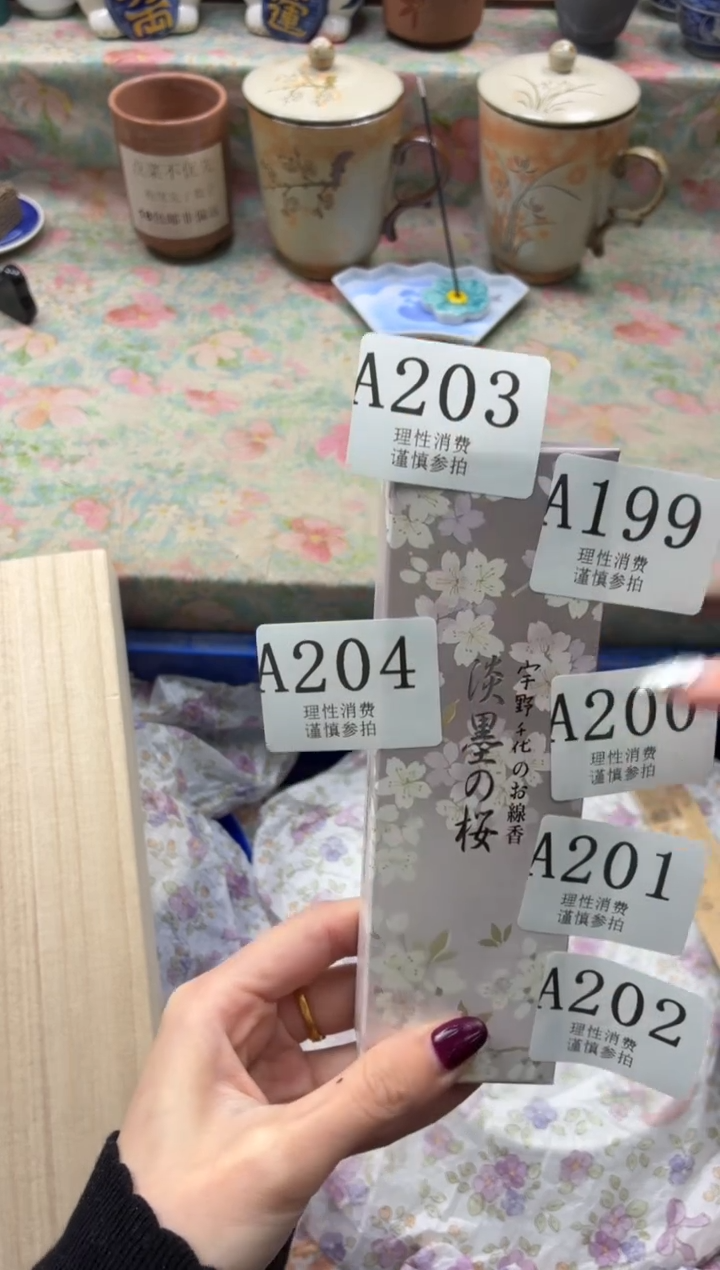 A203
理性消费
谨慎参拍
A199
理性消费
谨慎参拍
A204
理性消费
谨慎参拍
A200
理性消费
谨慎参拍
A201
理性消费
谨慎参拍
A202
理性消费
谨慎参拍
宇野千代のお線香
淡墨の桜